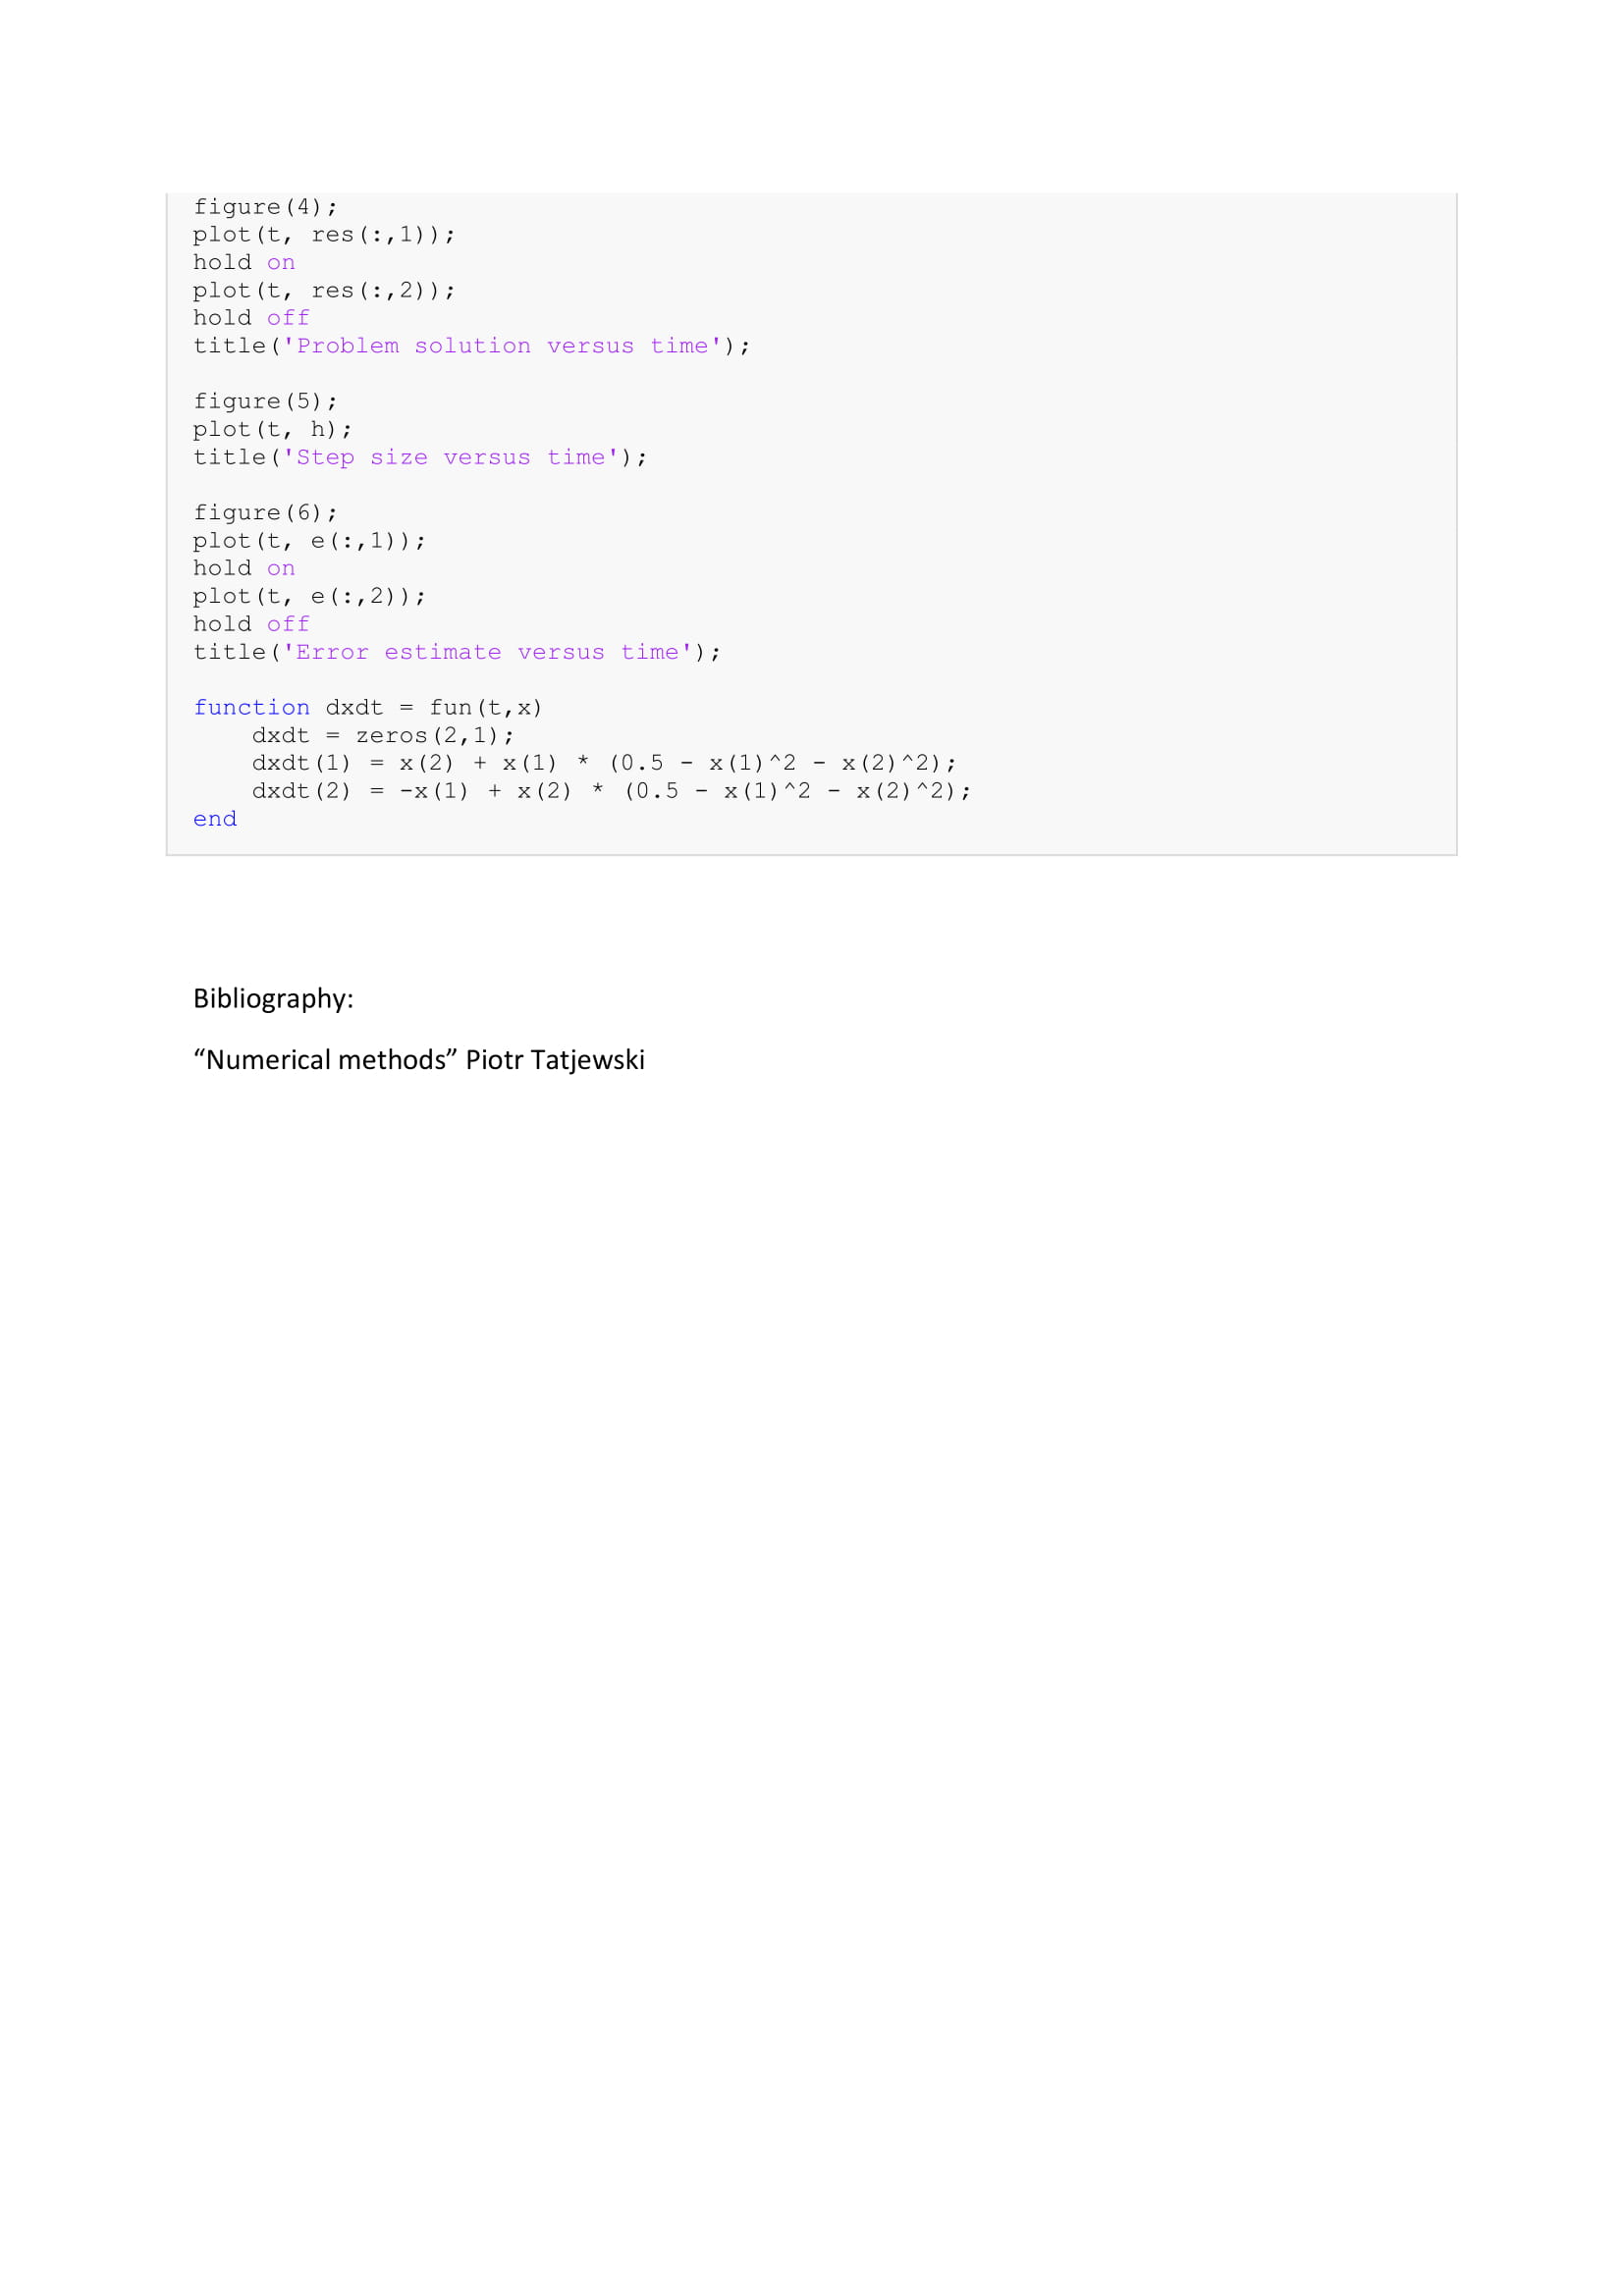 figure(4);
plot(t, res(:,1));
hold on
plot(t, res(:,2));
hold off
title('Problem solution versus time');

figure(5);
plot(t, h);
title('Step size versus time');

figure(6);
plot(t, e(:,1));
hold on
plot(t, e(:,2));
hold off
title('Error estimate versus time');

function dxdt = fun(t,x)
    dxdt = zeros(2,1);
    dxdt(1) = x(2) + x(1) * (0.5 - x(1)^2 - x(2)^2);
    dxdt(2) = -x(1) + x(2) * (0.5 - x(1)^2 - x(2)^2);
end

Bibliography:
“Numerical methods” Piotr Tatjewski